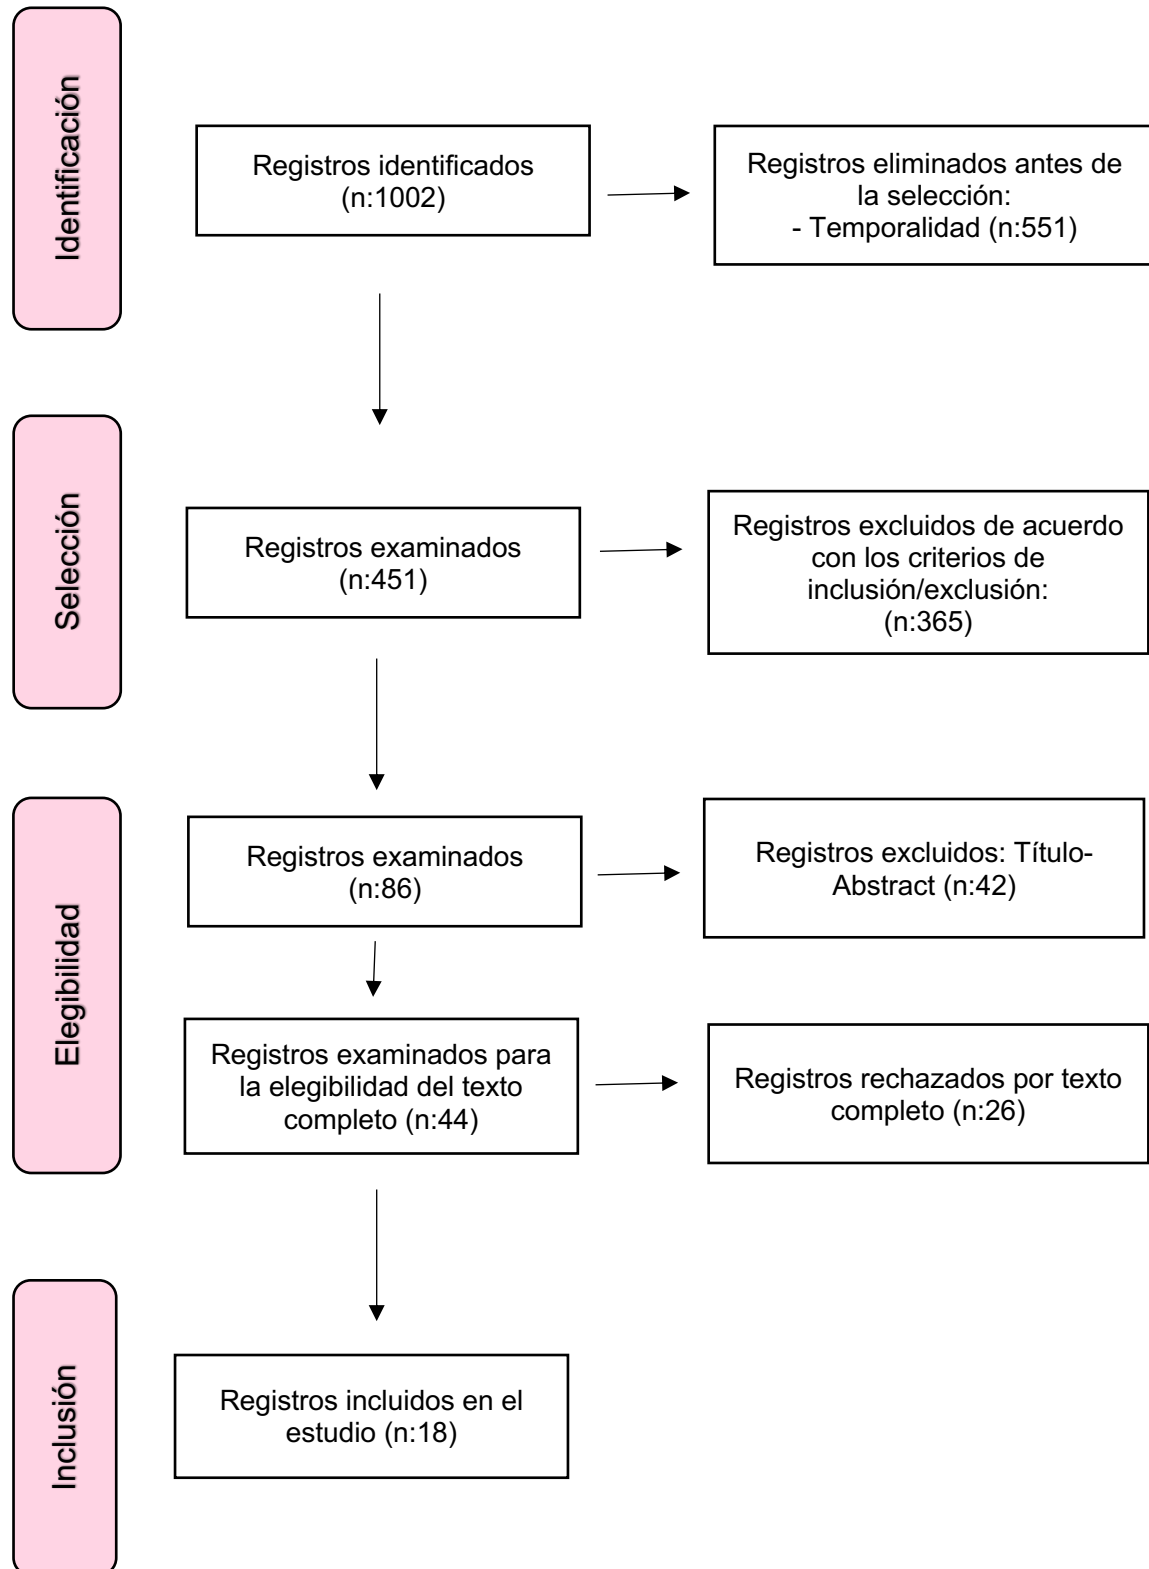 Identificación
Registros identificados
(n:1002)
Registros eliminados antes de
la selección:
- Temporalidad (n:551)
Selección
Registros examinados
(n:451)
Registros excluidos de acuerdo
con los criterios de
inclusión/exclusión:
(n:365)
Elegibilidad
Registros examinados
(n:86)
Registros excluidos: Título-
Abstract (n:42)
Registros examinados para
la elegibilidad del texto
completo (n:44)
Registros rechazados por texto
completo (n:26)
Inclusión
Registros incluidos en el
estudio (n:18)